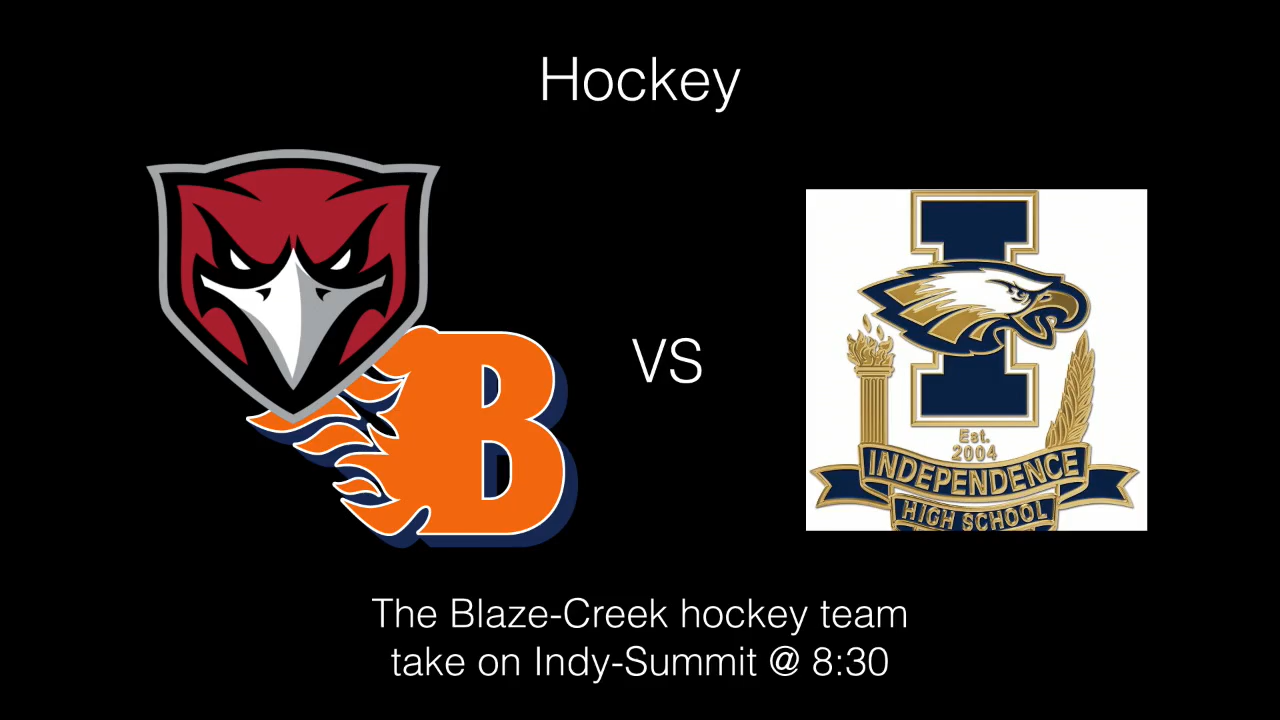 Hockey
B
VS
I
Est.
2004
INDEPENDENCE
HIGH SCHOOL
The Blaze-Creek hockey team
take on Indy-Summit @ 8:30